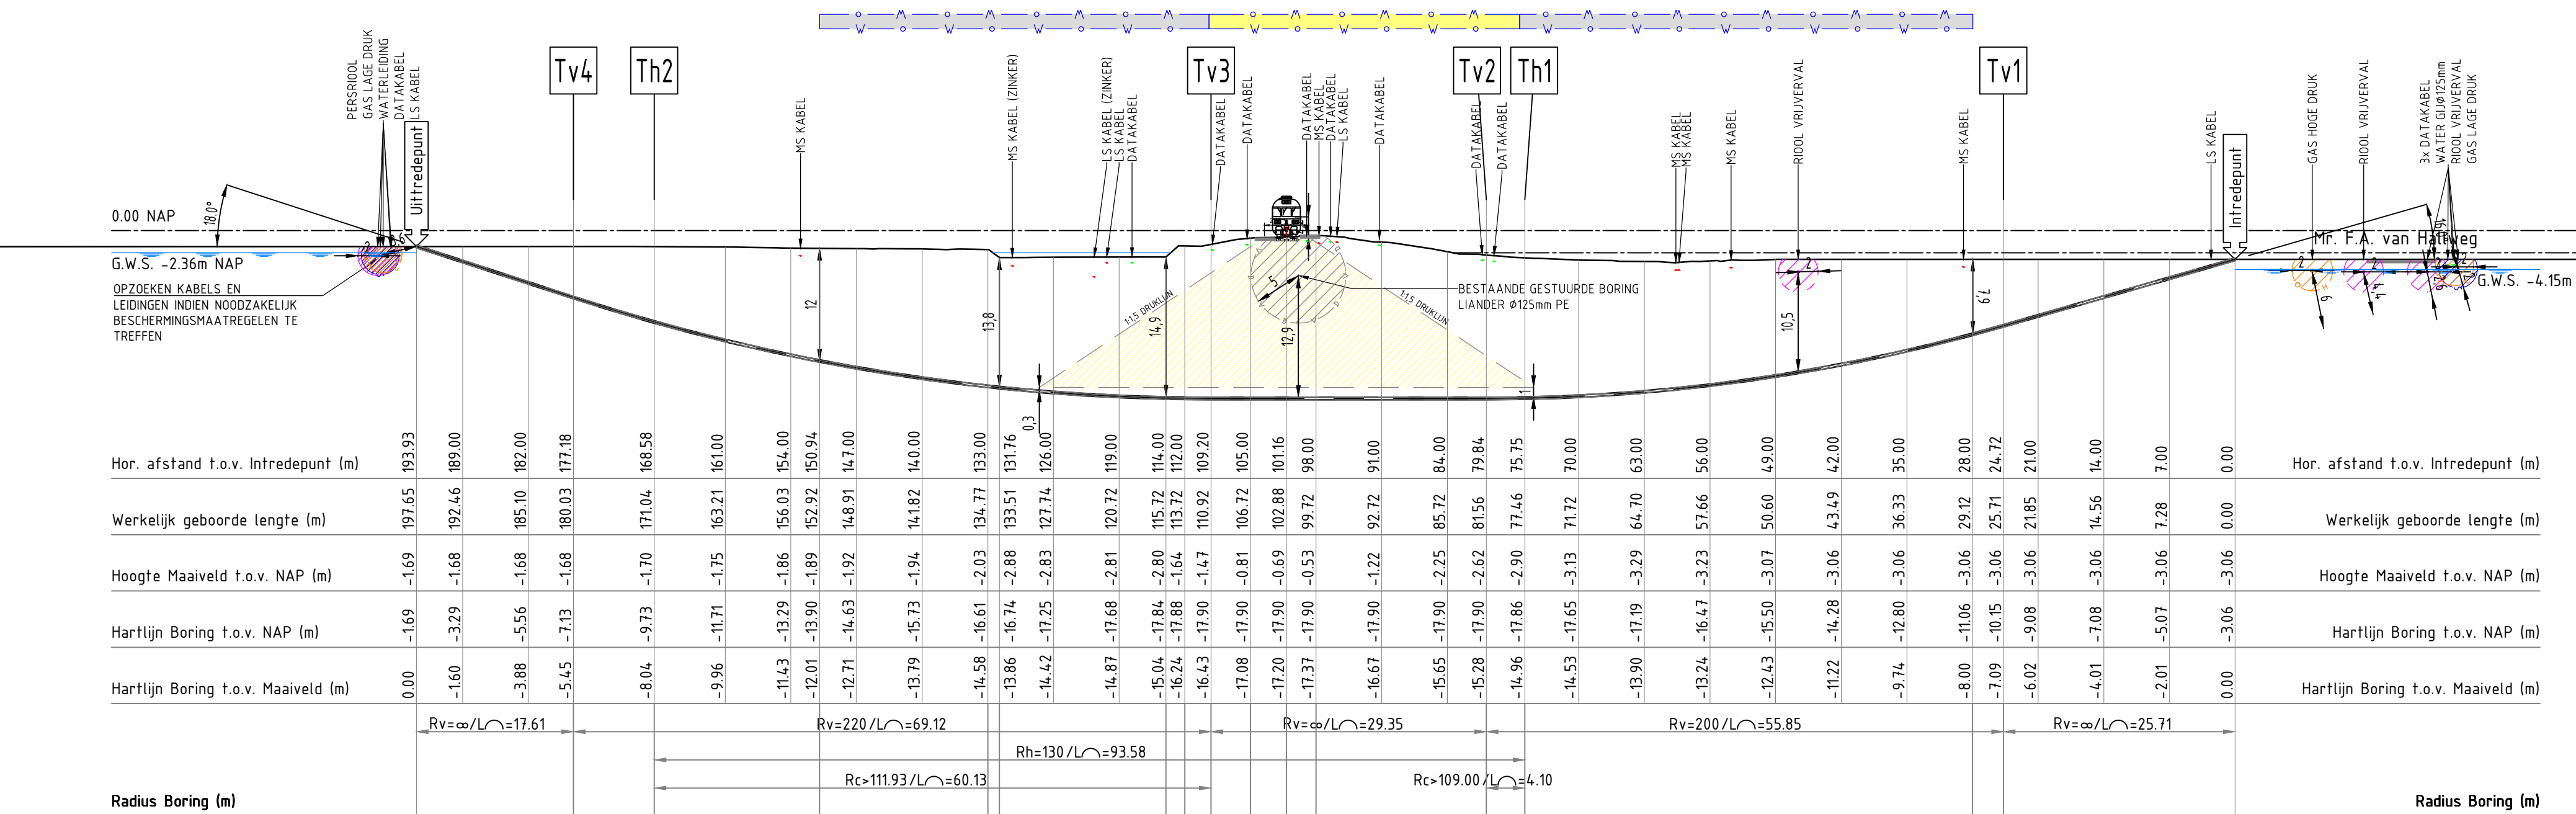 Tv4
Th2
Tv3
Tv2
Th1
Tv1
PERSRIOOL
GAS LAGE DRUK
WATERLEIDING
DATAKABEL
LS KABEL
Uittredepunt
MS KABEL
MS KABEL (ZINKER)
LS KABEL (ZINKER)
LS KABEL
DATAKABEL
DATAKABEL
DATAKABEL
DATAKABEL
MS KABEL
DATAKABEL
LS KABEL
DATAKABEL
DATAKABEL
DATAKABEL
MS KABEL
MS KABEL
MS KABEL
RIOOL VRIJVERVAL
MS KABEL
LS KABEL
Intredepunt
GAS HOGE DRUK
RIOOL VRIJVERVAL
3x DATAKABEL
WATER GIJØ125mm
RIOOL VRIJVERVAL
GAS LAGE DRUK
0.00 NAP
18.0°
Mr. F.A. van Hallweg
G.W.S. -2.36m NAP
G.W.S. -4.15m
OPZOEKEN KABELS EN
LEIDINGEN INDIEN NOODZAKELIJK
BESCHERMINGSMAATREGELEN TE
TREFFEN
BESTAANDE GESTUURDE BORING
LIANDER Ø125mm PE
1:1,5 DRUKLIJN
1:1,5 DRUKLIJN
12
13,8
14,9
5
12,9
10,5
7,9
0,3
1
Hor. afstand t.o.v. Intredepunt (m) 193.93 189.00 182.00 177.18 168.58 161.00 154.00 150.94 147.00 140.00 133.00 131.76 126.00 119.00 114.00 112.00 109.20 105.00 101.16 98.00 91.00 84.00 79.84 75.75 70.00 63.00 56.00 49.00 42.00 35.00 28.00 24.72 21.00 14.00 7.00 0.00 Hor. afstand t.o.v. Intredepunt (m)
Werkelijk geboorde lengte (m) 197.65 192.46 185.10 180.03 171.04 163.21 156.03 152.92 148.91 141.82 134.77 133.51 127.74 120.72 115.72 113.72 110.92 106.72 102.88 99.72 92.72 85.72 81.56 77.46 71.72 64.70 57.66 50.60 43.49 36.33 29.12 25.71 21.85 14.56 7.28 0.00 Werkelijk geboorde lengte (m)
Hoogte Maaiveld t.o.v. NAP (m) -1.69 -1.68 -1.68 -1.68 -1.70 -1.75 -1.86 -1.89 -1.92 -1.94 -2.03 -2.88 -2.83 -2.81 -2.80 -1.64 -1.47 -0.81 -0.69 -0.53 -1.22 -2.25 -2.62 -2.90 -3.13 -3.29 -3.23 -3.07 -3.06 -3.06 -3.06 -3.06 -3.06 -3.06 -3.06 -3.06 Hoogte Maaiveld t.o.v. NAP (m)
Hartlijn Boring t.o.v. NAP (m) -1.69 -3.29 -5.56 -7.13 -9.73 -11.71 -13.29 -13.90 -14.63 -15.73 -16.61 -16.74 -17.25 -17.68 -17.84 -17.88 -17.90 -17.90 -17.90 -17.90 -17.90 -17.90 -17.90 -17.86 -17.65 -17.19 -16.47 -15.50 -14.28 -12.80 -11.06 -10.15 -9.08 -7.08 -5.07 -3.06 Hartlijn Boring t.o.v. NAP (m)
Hartlijn Boring t.o.v. Maaiveld (m) 0.00 -1.60 -3.88 -5.45 -8.04 -9.96 -11.43 -12.01 -12.71 -13.79 -14.58 -13.86 -14.42 -14.87 -15.04 -16.24 -16.43 -17.08 -17.20 -17.37 -16.67 -15.65 -15.28 -14.96 -14.53 -13.90 -13.24 -12.43 -11.22 -9.74 -8.00 -7.09 -6.02 -4.01 -2.01 0.00 Hartlijn Boring t.o.v. Maaiveld (m)
Rv=∞/L⌒=17.61 Rv=220/L⌒=69.12 Rv=∞/L⌒=29.35 Rv=200/L⌒=55.85 Rv=∞/L⌒=25.71
Rh=130/L⌒=93.58
Rc>111.93/L⌒=60.13 Rc>109.00/L⌒=4.10
Radius Boring (m) Radius Boring (m)